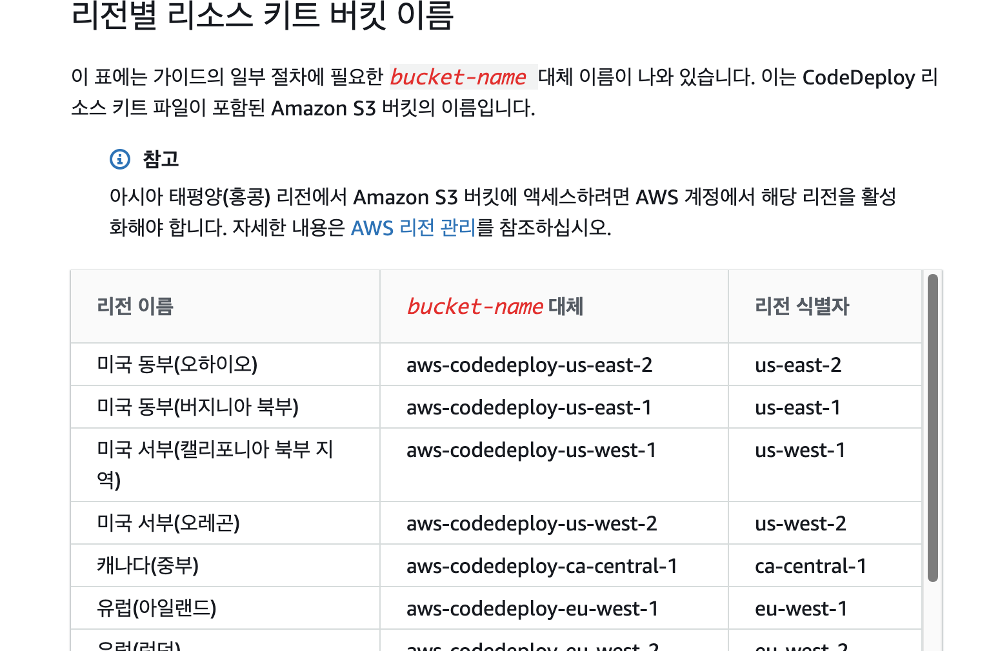 리전별 리소스 키트 버킷 이름
이 표에는 가이드의 일부 절차에 필요한 bucket-name 대체 이름이 나와 있습니다. 이는 CodeDeploy 리
소스 키트 파일이 포함된 Amazon S3 버킷의 이름입니다.
참고
아시아 태평양(홍콩) 리전에서 Amazon S3 버킷에 액세스하려면 AWS 계정에서 해당 리전을 활성
화해야 합니다. 자세한 내용은 AWS 리전 관리를 참조하십시오.
리전 이름 bucket-name 대체 리전 식별자
미국 동부(오하이오) aws-codedeploy-us-east-2 us-east-2
미국 동부(버지니아 북부) aws-codedeploy-us-east-1 us-east-1
미국 서부(캘리포니아 북부 지 aws-codedeploy-us-west-1 us-west-1
역)
미국 서부(오레곤) aws-codedeploy-us-west-2 us-west-2
캐나다(중부) aws-codedeploy-ca-central-1 ca-central-1
유럽(아일랜드) aws-codedeploy-eu-west-1 eu-west-1
유럽(런던) aws-codedeploy-eu-west-2 eu-west-2